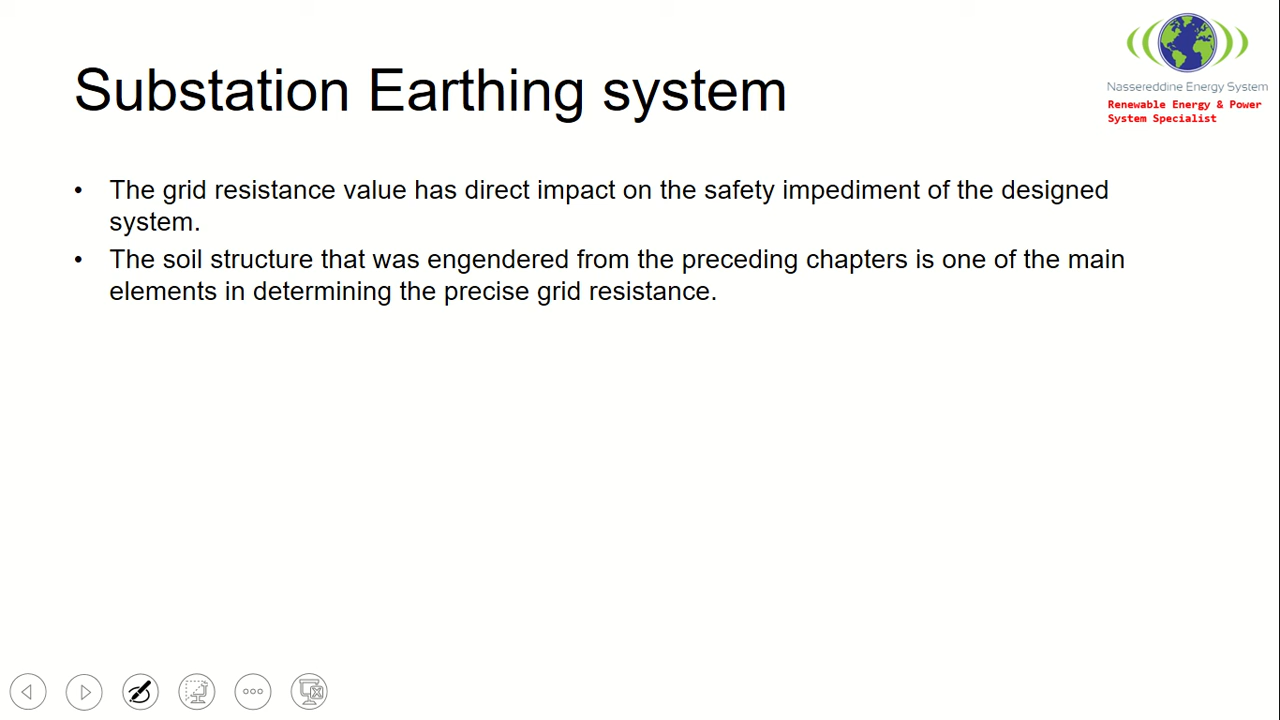 Substation Earthing system
Nassereddine Energy System
Renewable Energy & Power
System Specialist
• The grid resistance value has direct impact on the safety impediment of the designed
system.
• The soil structure that was engendered from the preceding chapters is one of the main
elements in determining the precise grid resistance.